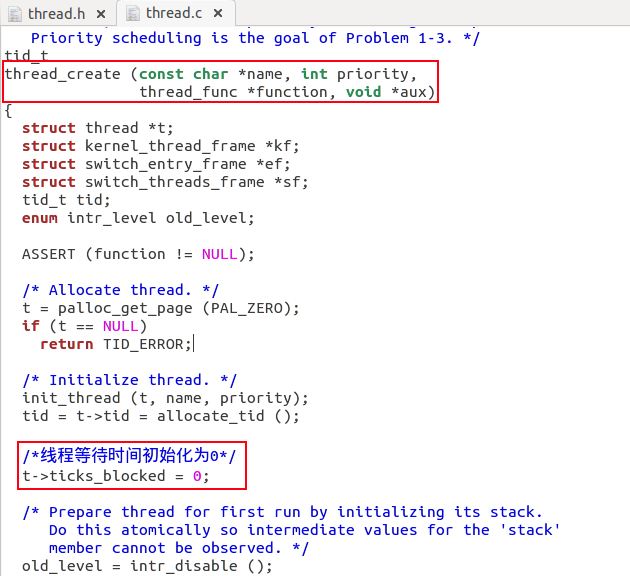 thread.h × thread.c ×
Priority scheduling is the goal of Problem 1-3. */
tid_t
thread_create (const char *name, int priority,
thread_func *function, void *aux)
{
struct thread *t;
struct kernel_thread_frame *kf;
struct switch_entry_frame *ef;
struct switch_threads_frame *sf;
tid_t tid;
enum intr_level old_level;
ASSERT (function != NULL);
/* Allocate thread. */
t = palloc_get_page (PAL_ZERO);
if (t == NULL)
return TID_ERROR;
/* Initialize thread. */
init_thread (t, name, priority);
tid = t->tid = allocate_tid ();
/*线程等待时间初始化为0*/
t->ticks_blocked = 0;
/* Prepare thread for first run by initializing its stack.
Do this atomically so intermediate values for the 'stack'
member cannot be observed. */
old_level = intr_disable ();